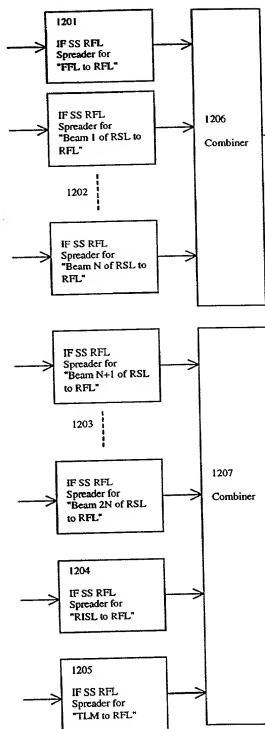 1201
IF SS RFL
Spreader for
"FFL to RFL"
IF SS RFL
Spreader for
"Beam 1 of RSL to
RFL"
1202
IF SS RFL
Spreader for
"Beam N of RSL to
RFL"
1206
Combiner
IF SS RFL
Spreader for
"Beam N+1 of RSL
to RFL"
1203
IF SS RFL
Spreader for
"Beam 2N of RSL
to RFL"
1204
IF SS RFL
Spreader for
"RISL to RFL"
1205
IF SS RFL
Spreader for
"TLM to RFL"
1207
Combiner